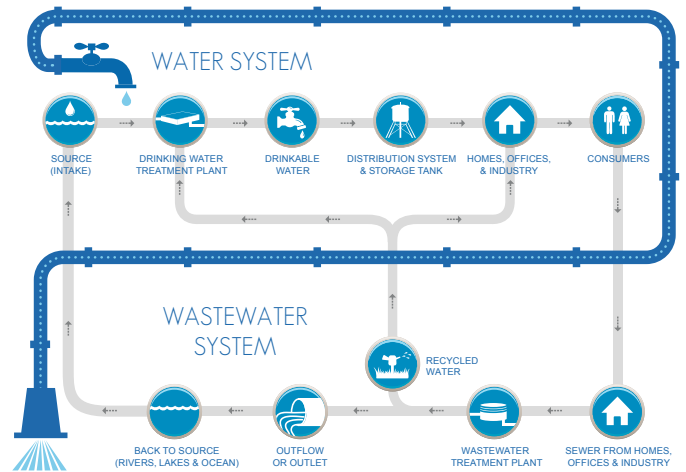 WATER SYSTEM
SOURCE
(INTAKE)
DRINKING WATER
TREATMENT PLANT
DRINKABLE
WATER
DISTRIBUTION SYSTEM
& STORAGE TANK
HOMES, OFFICES,
& INDUSTRY
CONSUMERS
WASTEWATER
SYSTEM
RECYCLED
WATER
BACK TO SOURCE
(RIVERS, LAKES & OCEAN)
OUTFLOW
OR OUTLET
WASTEWATER
TREATMENT PLANT
SEWER FROM HOMES,
OFFICES & INDUSTRY